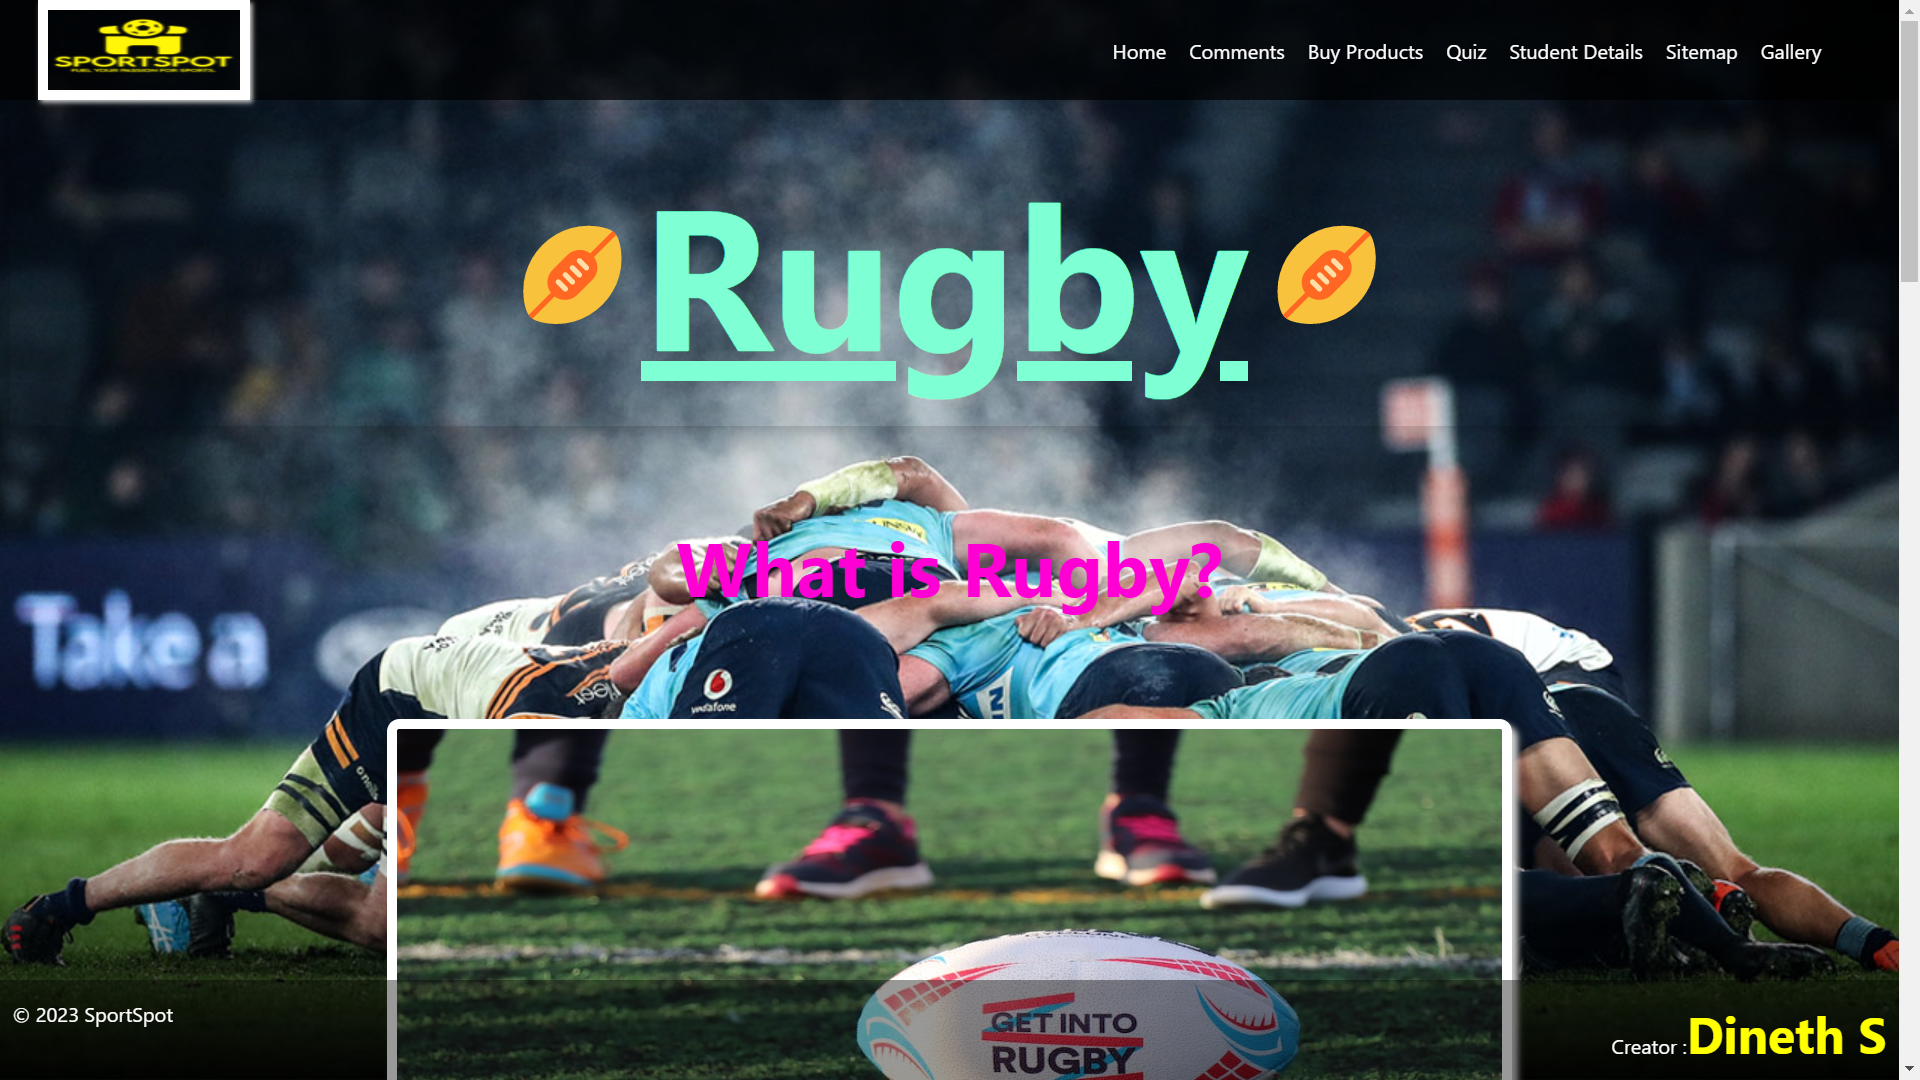 SPORTSPOT
FUEL YOUR PASSION FOR SPORTS.
Home Comments Buy Products Quiz Student Details Sitemap Gallery
Rugby
What is Rugby?
Take a
vodafone
GET INTO
RUGBY
© 2023 SportSpot
Creator :Dineth S